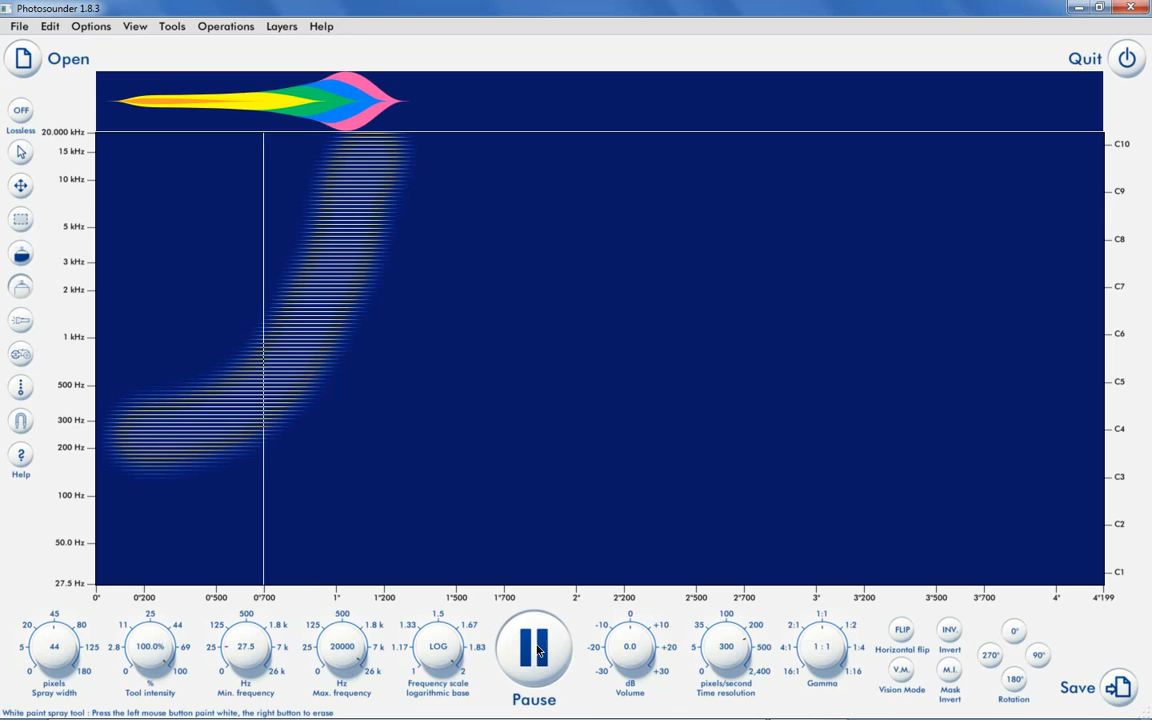 Photosounder 1.8.3
File Edit Options View Tools Operations Layers Help
Open
Quit
OFF
Lossless
20.000 kHz
15 kHz
10 kHz
5 kHz
3 kHz
2 kHz
1 kHz
500 Hz
300 Hz
200 Hz
100 Hz
50.0 Hz
27.5 Hz
C10
C9
C8
C7
C6
C5
C4
C3
C2
C1
?
Help
0" 0"200 0"500 0"700 1" 1"200 1"500 1"700 2" 2"200 2"500 2"700 3" 3"200 3"500 3"700 4" 4"199
45 20 80 5 125 0 180
44
pixels
Spray width
25 11 44 2.8 69 0 100
100.0%
%
Tool intensity
500 125 1.8 k 27.5 7 k 0 26 k
27.5
Hz
Min. frequency
500 125 1.8 k 27.5 7 k 0 26 k
20000
Hz
Max. frequency
1.5 1.33 1.67 1.17 1.83 1 2
LOG
Frequency scale
logarithmic base
Pause
0 -10 +10 -20 +20 -30 +30
0.0
dB
Volume
100 35 200 5 500 0 2,400
300
pixels/second
Time resolution
1:1 2:1 1:2 4:1 1:4 16:1 1:16
1 : 1
Gamma
FLIP
Horizontal flip
INV.
Invert
V.M.
Vision Mode
M.I.
Mask
Invert
0°
270°
90°
180°
Rotation
Save
White paint spray tool : Press the left mouse button paint white, the right button to erase